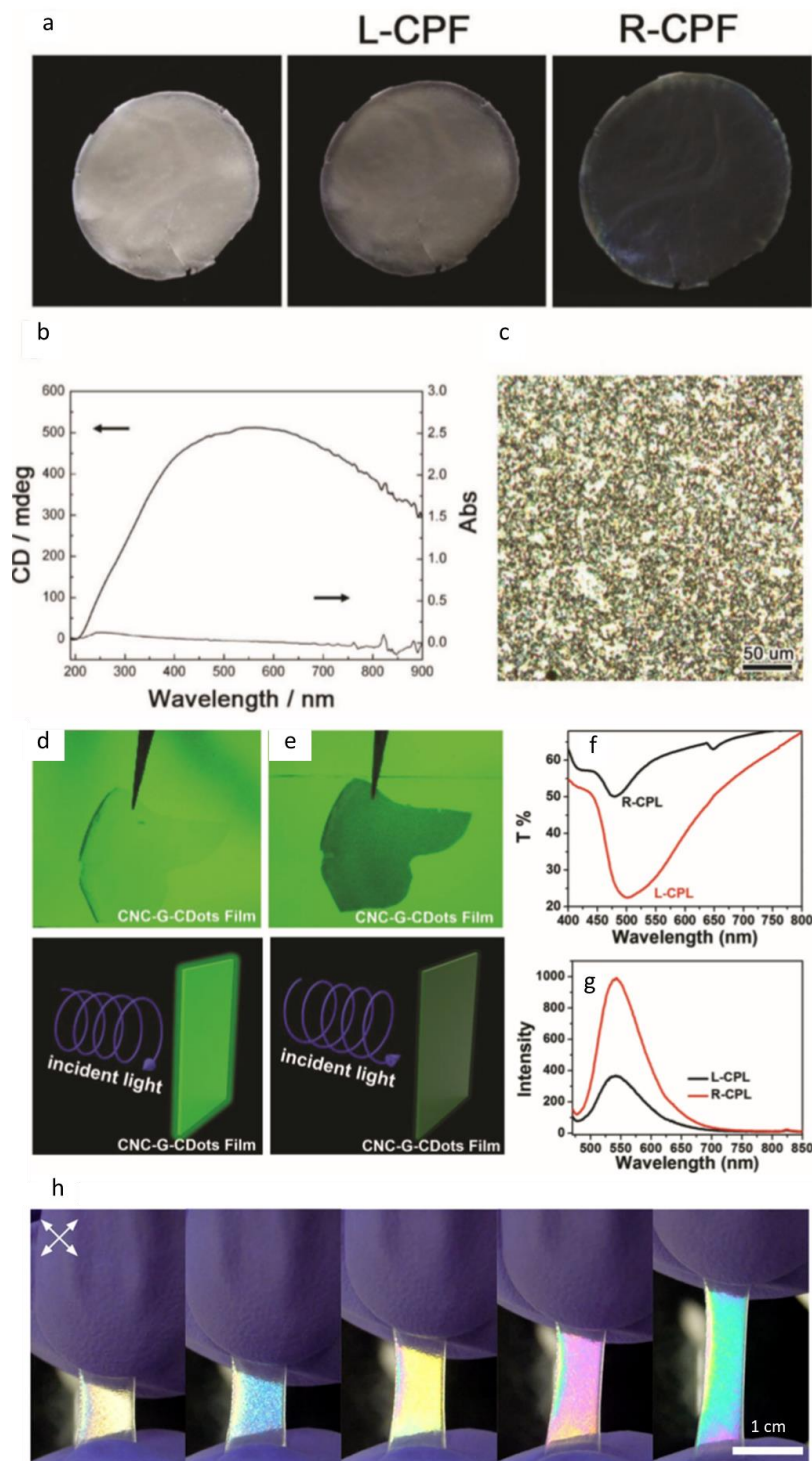 a
L-CPF R-CPF
b
600
500
400
300
200
100
0
CD / mdeg
3.0
2.5
2.0
1.5
1.0
0.5
0.0
Abs
200 300 400 500 600 700 800 900
Wavelength / nm
c
50 um
d
CNC-G-CDots Film
e
CNC-G-CDots Film
incident light
CNC-G-CDots Film
incident light
CNC-G-CDots Film
f
60
50
40
30
20
T %
R-CPL
L-CPL
400 450 500 550 600 650 700 750 800
Wavelength (nm)
g
1000
800
600
400
200
0
Intensity
L-CPL
R-CPL
500 550 600 650 700 750 800 850
Wavelength (nm)
h
1 cm